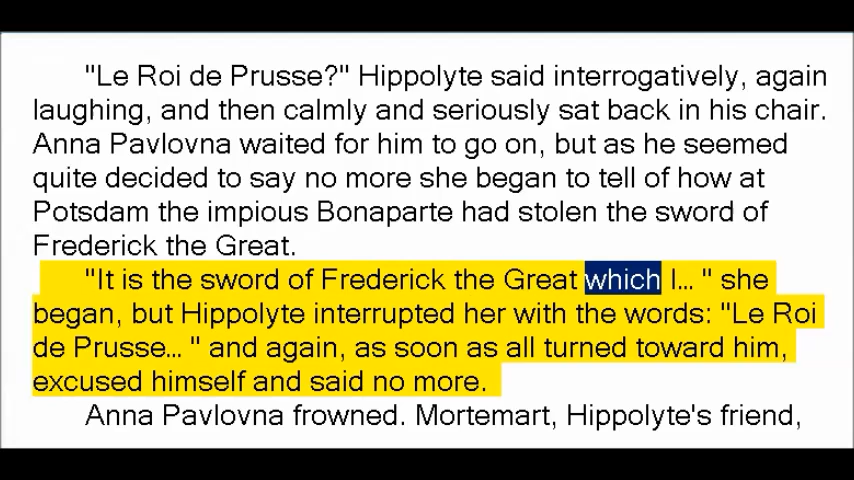 "Le Roi de Prusse?" Hippolyte said interrogatively, again
laughing, and then calmly and seriously sat back in his chair.
Anna Pavlovna waited for him to go on, but as he seemed
quite decided to say no more she began to tell of how at
Potsdam the impious Bonaparte had stolen the sword of
Frederick the Great.
"It is the sword of Frederick the Great which I... " she
began, but Hippolyte interrupted her with the words: "Le Roi
de Prusse... " and again, as soon as all turned toward him,
excused himself and said no more.
Anna Pavlovna frowned. Mortemart, Hippolyte's friend,